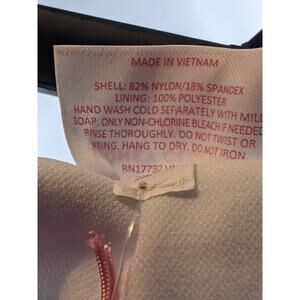 MADE IN VIETNAM
SHELL: 82% NYLON/18% SPANDEX
LINING: 100% POLYESTER
HAND WASH COLD SEPARATELY WITH MILD
SOAP. ONLY NON-CHLORINE BLEACH IF NEEDED
RINSE THOROUGHLY. DO NOT TWIST OR
WRING. HANG TO DRY. DO NOT IRON
RN17730